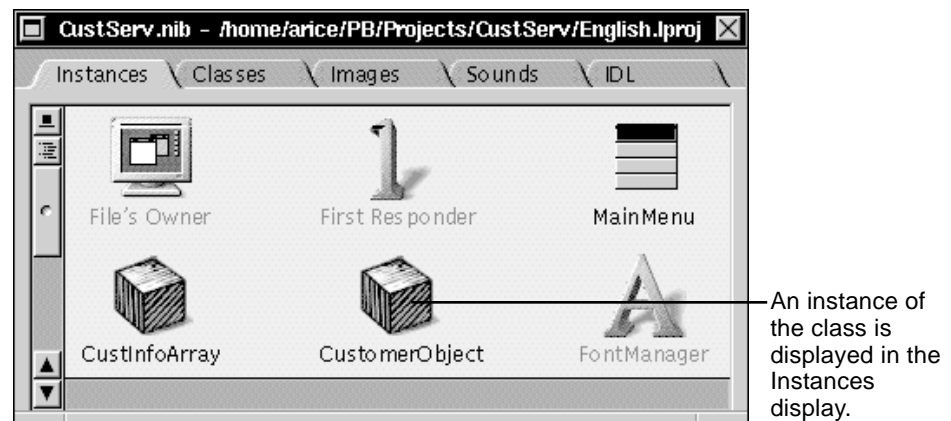 CustServ.nib – /home/arice/PB/Projects/CustServ/English.lproj
Instances Classes Images Sounds IDL
File's Owner First Responder MainMenu
CustInfoArray CustomerObject FontManager
An instance of
the class is
displayed in the
Instances
display.